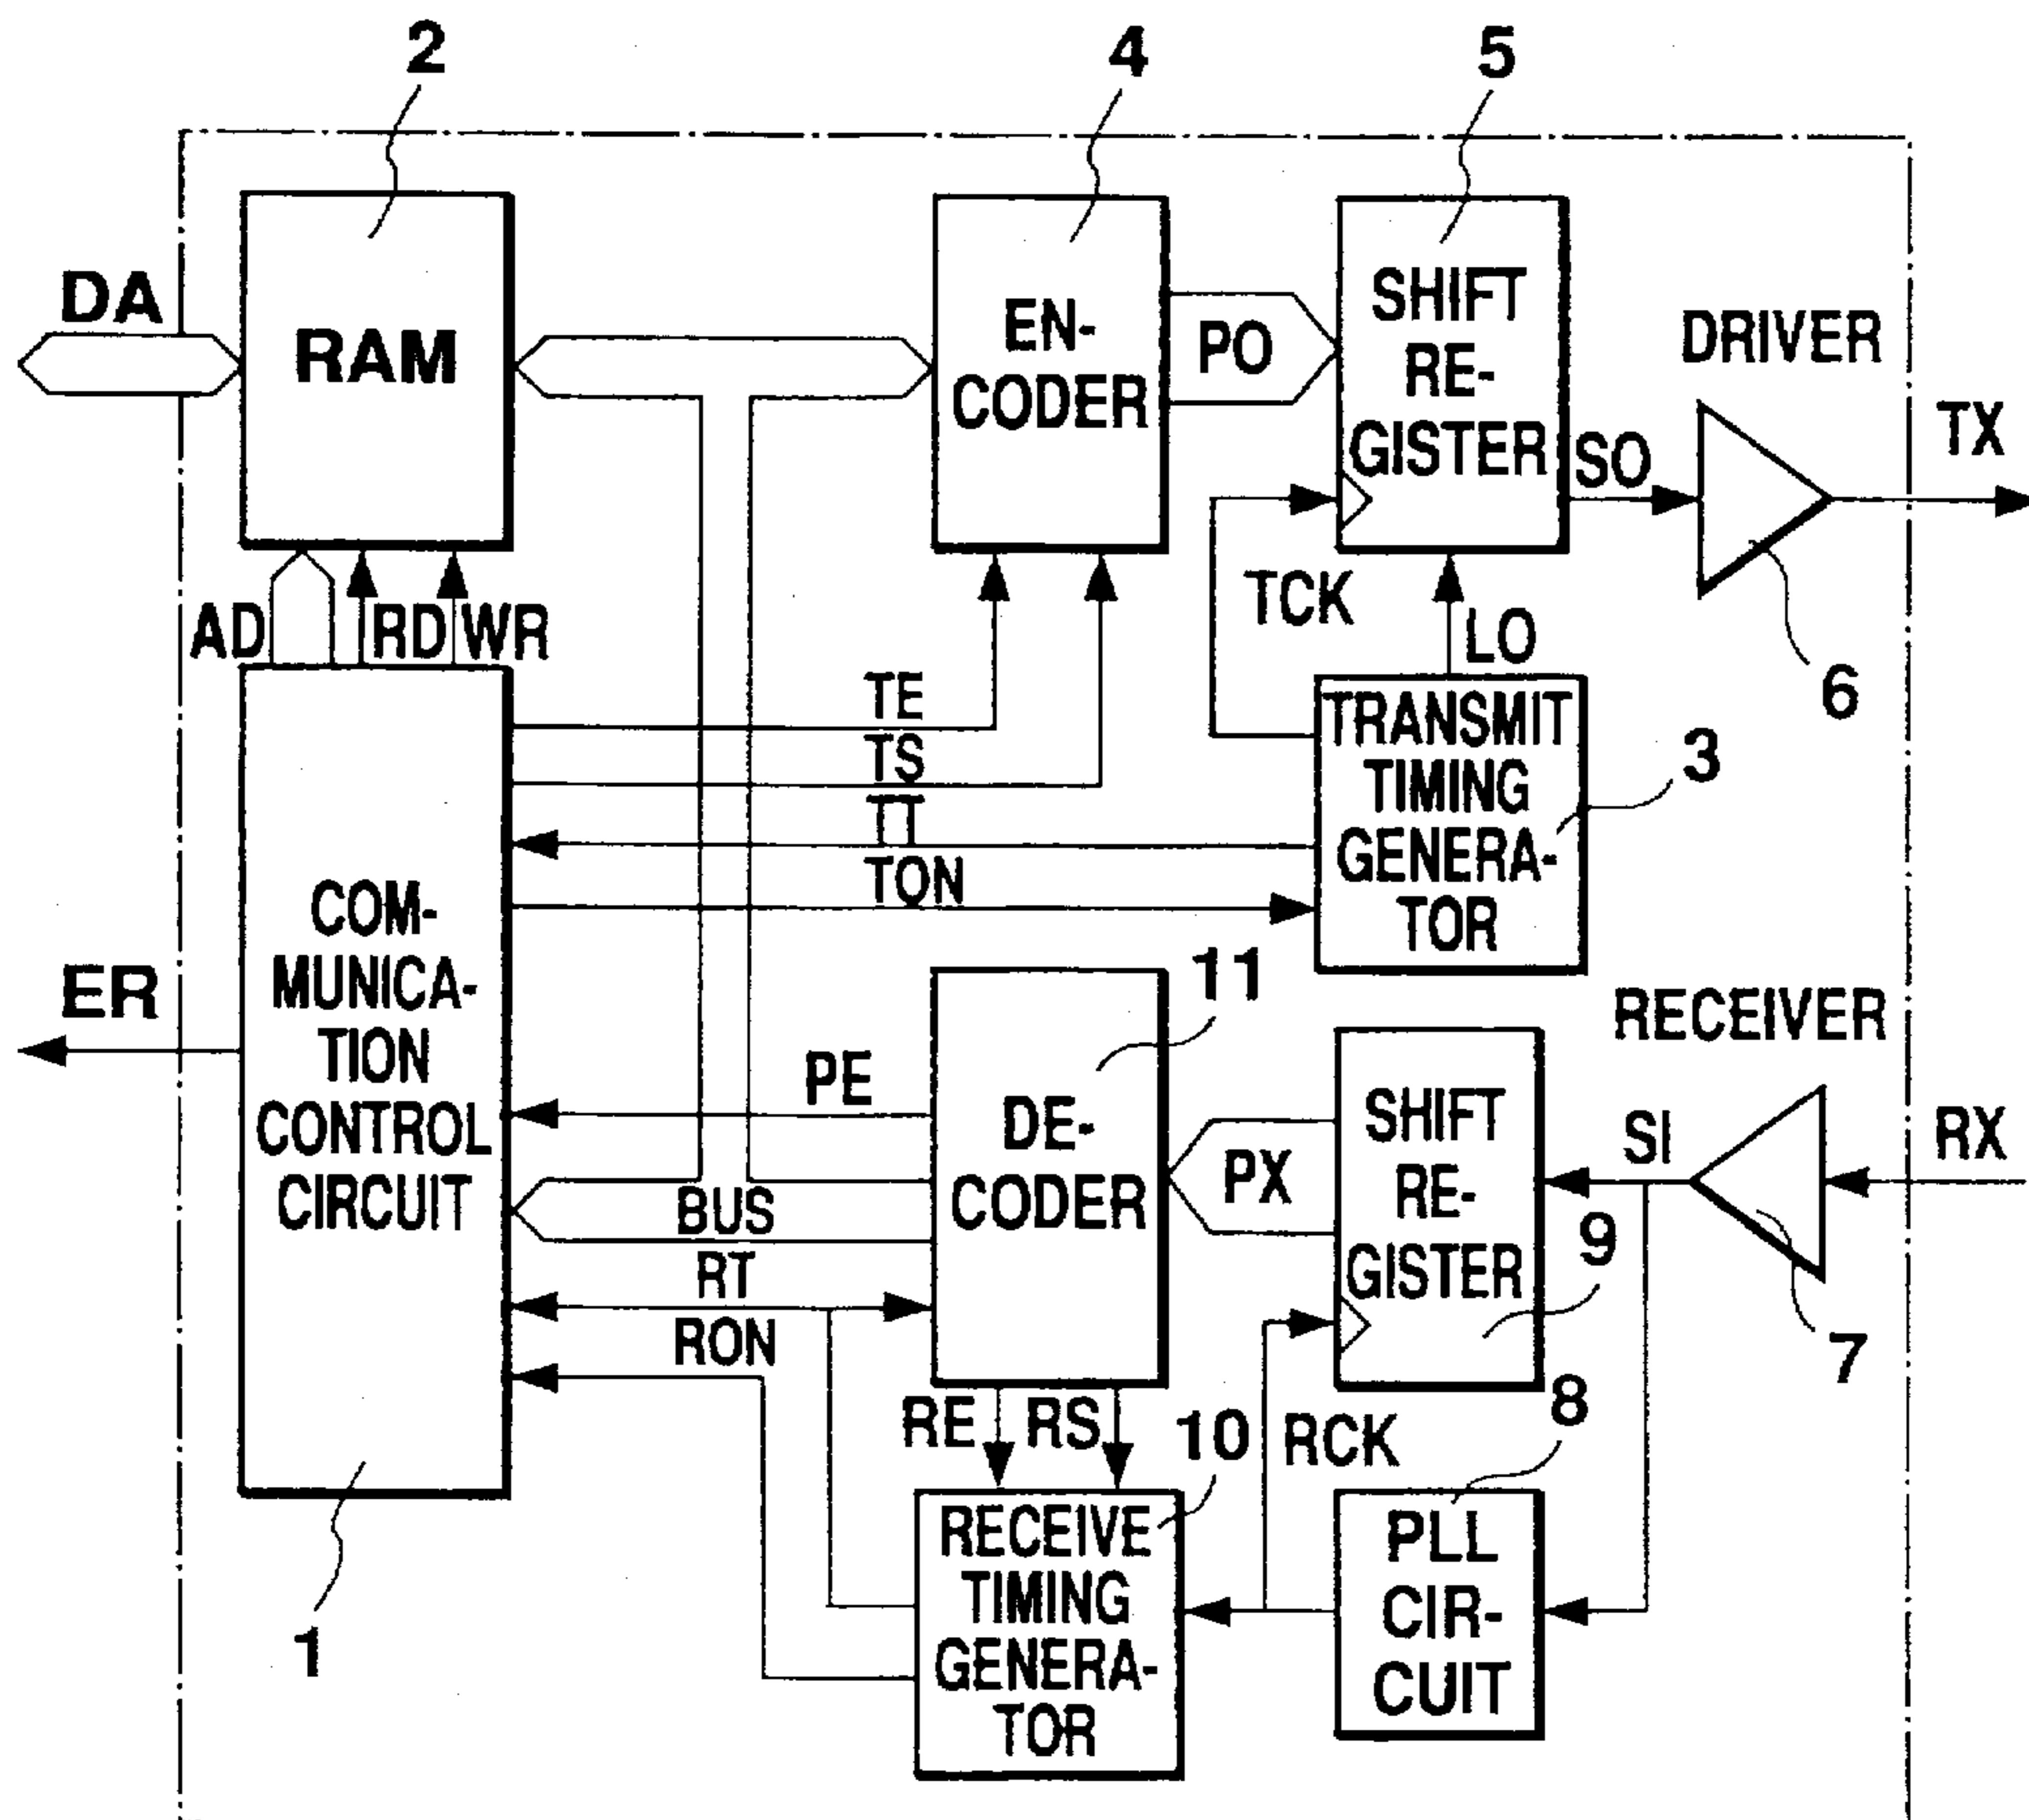 2
4
5
DA
RAM
EN-
CODER
PO
SHIFT
RE-
GISTER
DRIVER
SO
TX
AD
RD
WR
TCK
LO
6
TE
TS
TT
TON
TRANSMIT
TIMING
GENERA-
TOR
3
COM-
MUNICA-
TION
CONTROL
CIRCUIT
ER
11
RECEIVER
PE
DE-
CODER
PX
SHIFT
RE-
GISTER
SI
RX
BUS
RT
RON
9
7
RE
RS
10
RCK
8
RECEIVE
TIMING
GENERA-
TOR
PLL
CIR-
CUIT
1